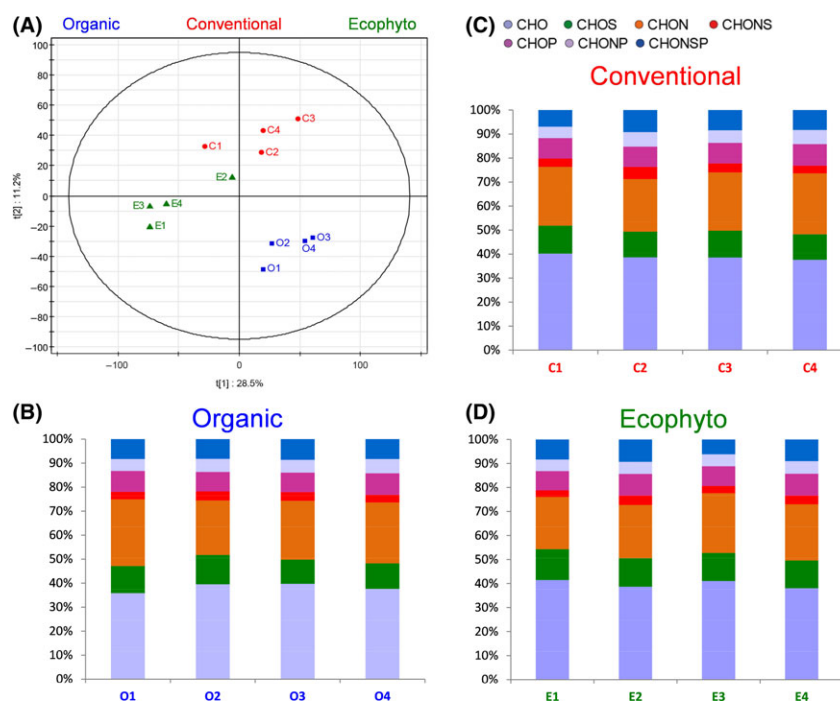 (A)
Organic Conventional Ecophyto
100
80
60
40
20
0
−20
−40
−60
−80
−100
t[2] : 11.2%
−100 0 100
t[1] : 28.5%
C3
C4
C1
C2
E2
E3
E4
E1
O3
O2
O4
O1
(C)
CHO CHOS CHON CHONS
CHOP CHONP CHONSP
Conventional
100%
90%
80%
70%
60%
50%
40%
30%
20%
10%
0%
C1 C2 C3 C4
(B)
Organic
100%
90%
80%
70%
60%
50%
40%
30%
20%
10%
0%
O1 O2 O3 O4
(D)
Ecophyto
100%
90%
80%
70%
60%
50%
40%
30%
20%
10%
0%
E1 E2 E3 E4